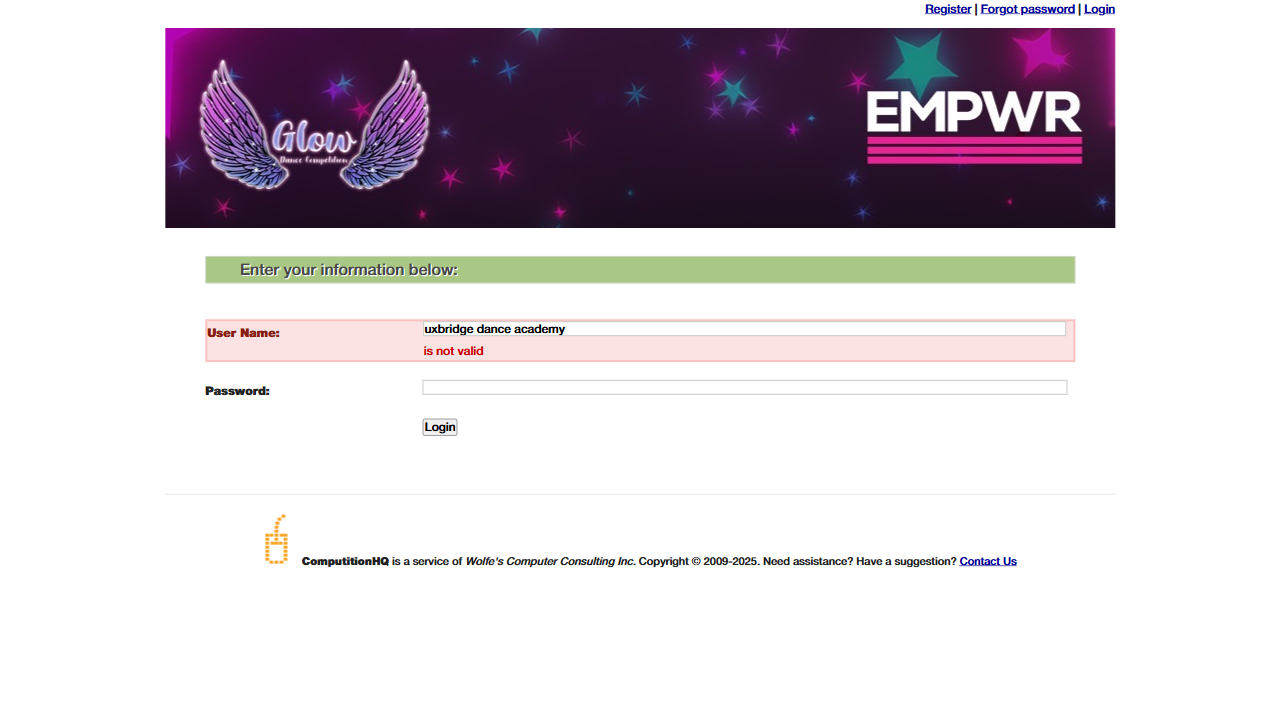 Register | Forgot password | Login
Glow
Dance Competition
EMPWR
Enter your information below:
User Name:
uxbridge dance academy
is not valid
Password:
Login
ComputitionHQ is a service of Wolfe's Computer Consulting Inc. Copyright © 2009-2025. Need assistance? Have a suggestion? Contact Us